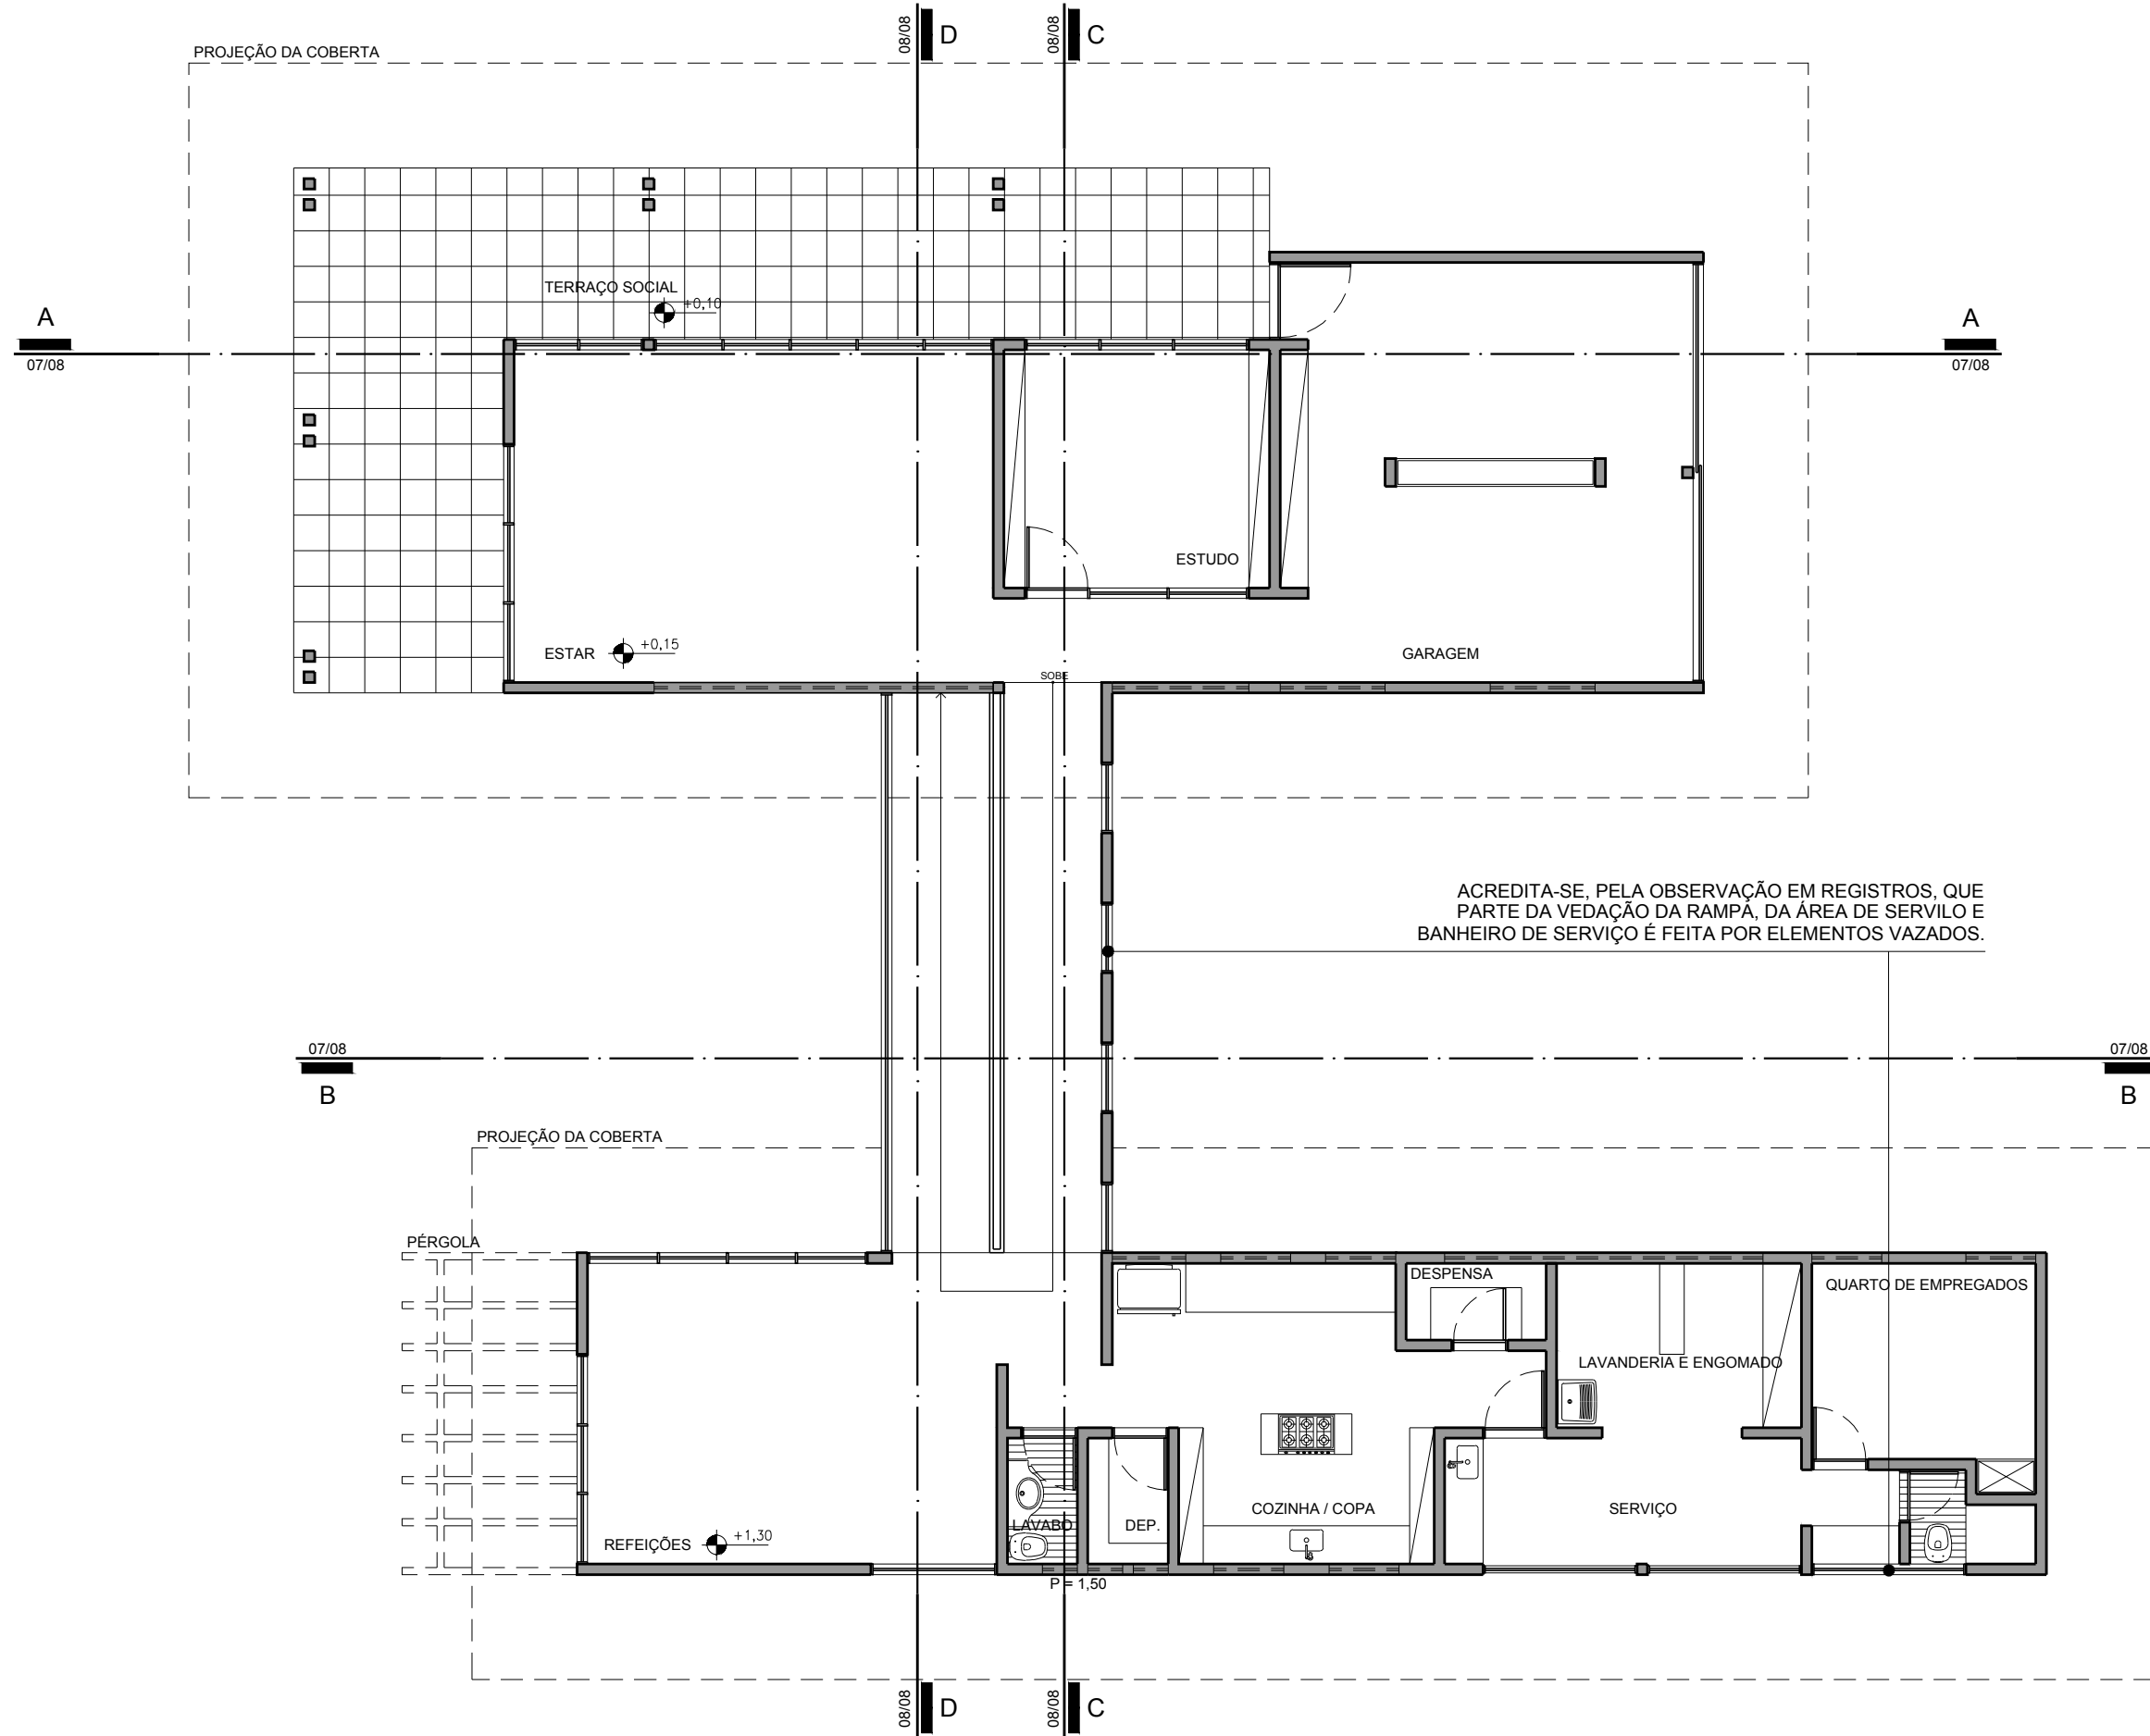 08/08
D
08/08
C
PROJEÇÃO DA COBERTA
TERRAÇO SOCIAL
+0,10
A
07/08
A
07/08
ESTUDO
ESTAR
+0,15
GARAGEM
SOBE
ACREDITA-SE, PELA OBSERVAÇÃO EM REGISTROS, QUE
PARTE DA VEDAÇÃO DA RAMPA, DA ÁREA DE SERVILO E
BANHEIRO DE SERVIÇO É FEITA POR ELEMENTOS VAZADOS.
07/08
B
07/08
B
PROJEÇÃO DA COBERTA
PÉRGOLA
DESPENSA
QUARTO DE EMPREGADOS
LAVANDERIA E ENGOMADO
COZINHA / COPA
SERVIÇO
LAVABO
DEP.
REFEIÇÕES
+1,30
P = 1,50
08/08
D
08/08
C